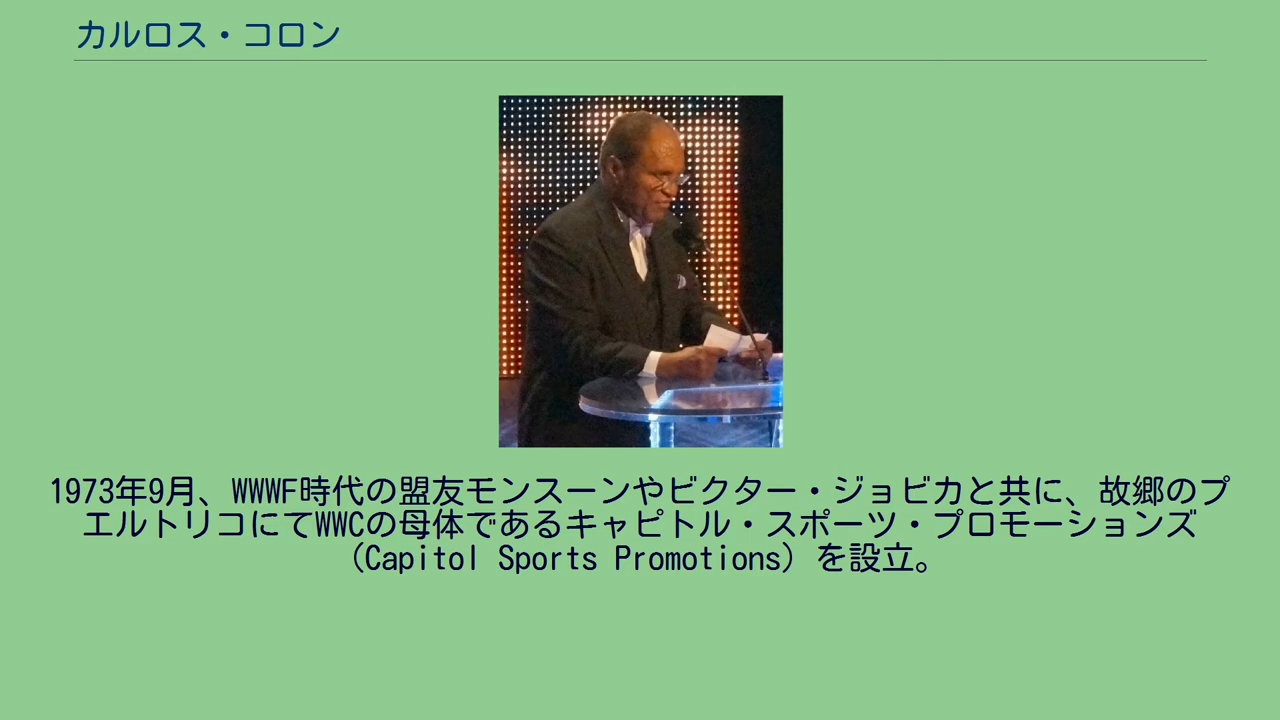 カルロス・コロン
1973年9月、WWWF時代の盟友モンスーンやビクター・ジョビカと共に、故郷のプ
エルトリコにてWWCの母体であるキャピトル・スポーツ・プロモーションズ
（Capitol Sports Promotions）を設立。